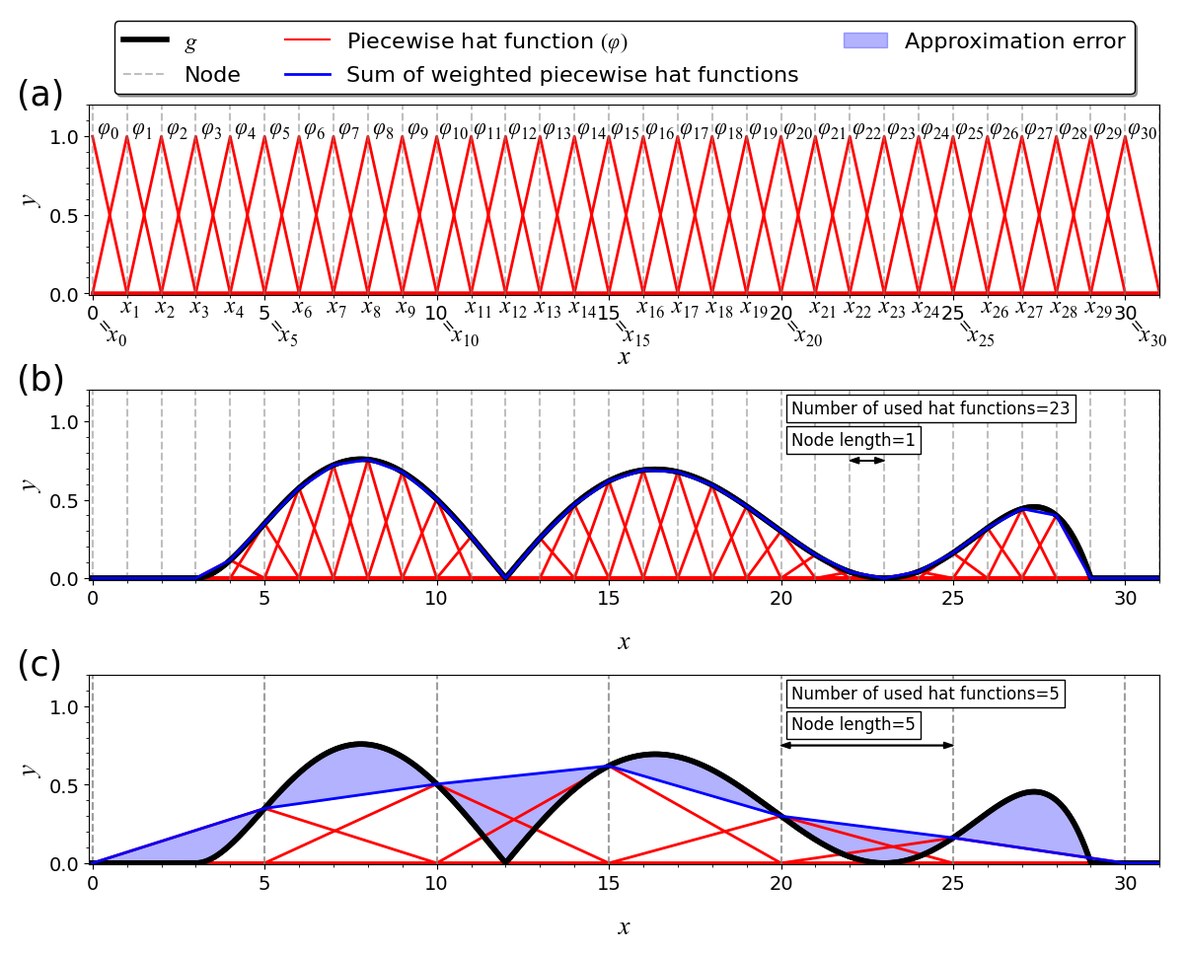 g Piecewise hat function (φ) Approximation error
Node Sum of weighted piecewise hat functions
(a)
φ0 φ1 φ2 φ3 φ4 φ5 φ6 φ7 φ8 φ9 φ10 φ11 φ12 φ13 φ14 φ15 φ16 φ17 φ18 φ19 φ20 φ21 φ22 φ23 φ24 φ25 φ26 φ27 φ28 φ29 φ30
1.0
y
0.5
0.0
0 x1 x2 x3 x4 5 x6 x7 x8 x9 10 x11 x12 x13 x14 15 x16 x17 x18 x19 20 x21 x22 x23 x24 25 x26 x27 x28 x29 30
=x0 =x5 =x10 =x15 =x20 =x25 =x30
x
(b)
1.0
Number of used hat functions=23
Node length=1
y
0.5
0.0
0 5 10 15 20 25 30
x
(c)
1.0
Number of used hat functions=5
Node length=5
y
0.5
0.0
0 5 10 15 20 25 30
x